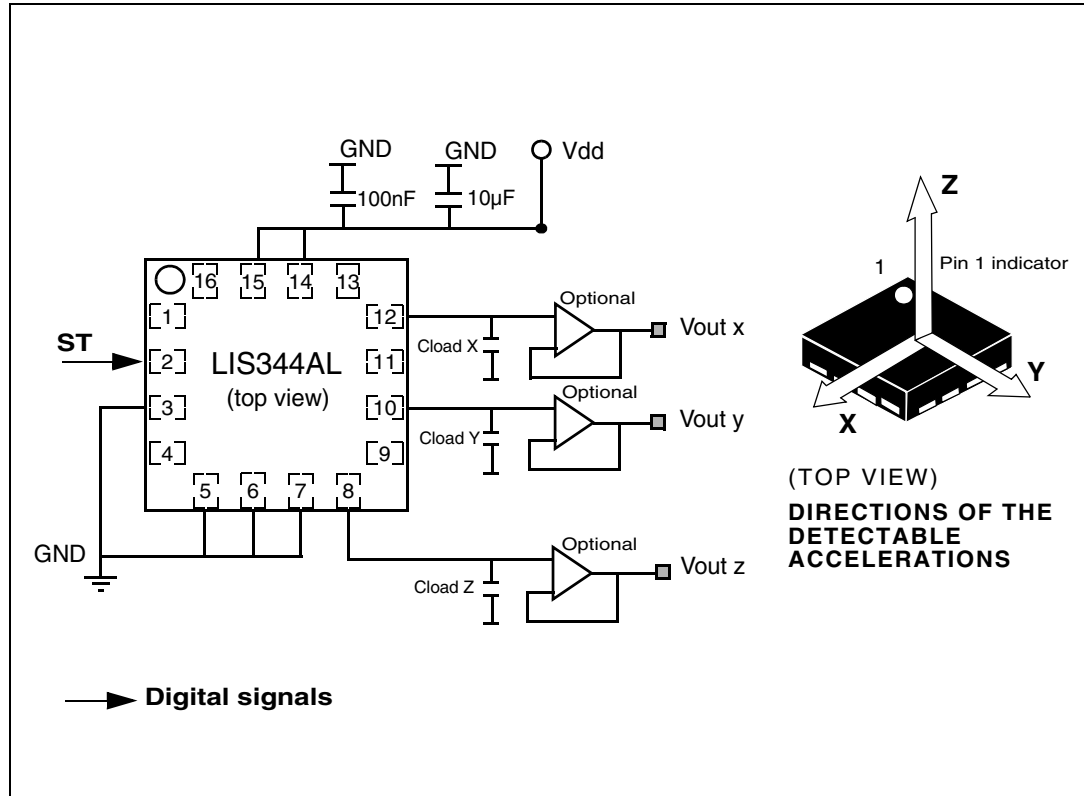 GND
GND
Vdd
100nF
10µF
16
15
14
13
1
2
3
4
5
6
7
8
9
10
11
12
ST
LIS344AL
(top view)
GND
Optional
Cload X
Vout x
Optional
Cload Y
Vout y
Optional
Cload Z
Vout z
Digital signals
Z
1
Pin 1 indicator
X
Y
(TOP VIEW)
DIRECTIONS OF THE
DETECTABLE
ACCELERATIONS